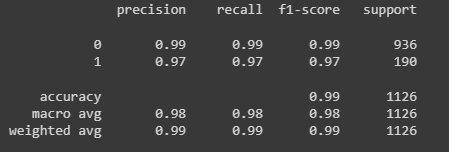 precision recall f1-score support
0 0.99 0.99 0.99 936
1 0.97 0.97 0.97 190
accuracy 0.99 1126
macro avg 0.98 0.98 0.98 1126
weighted avg 0.99 0.99 0.99 1126